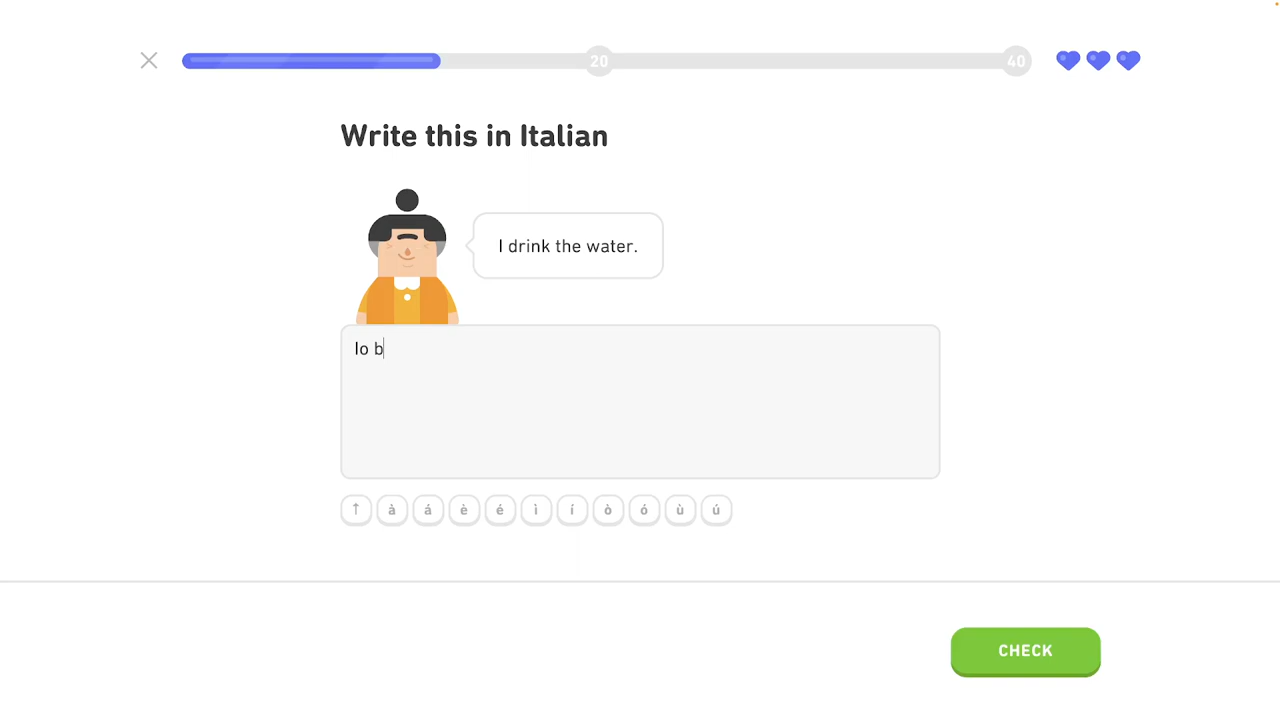 20
40
Write this in Italian
I drink the water.
Io b
↑ à á è é ì í ò ó ù ú
CHECK